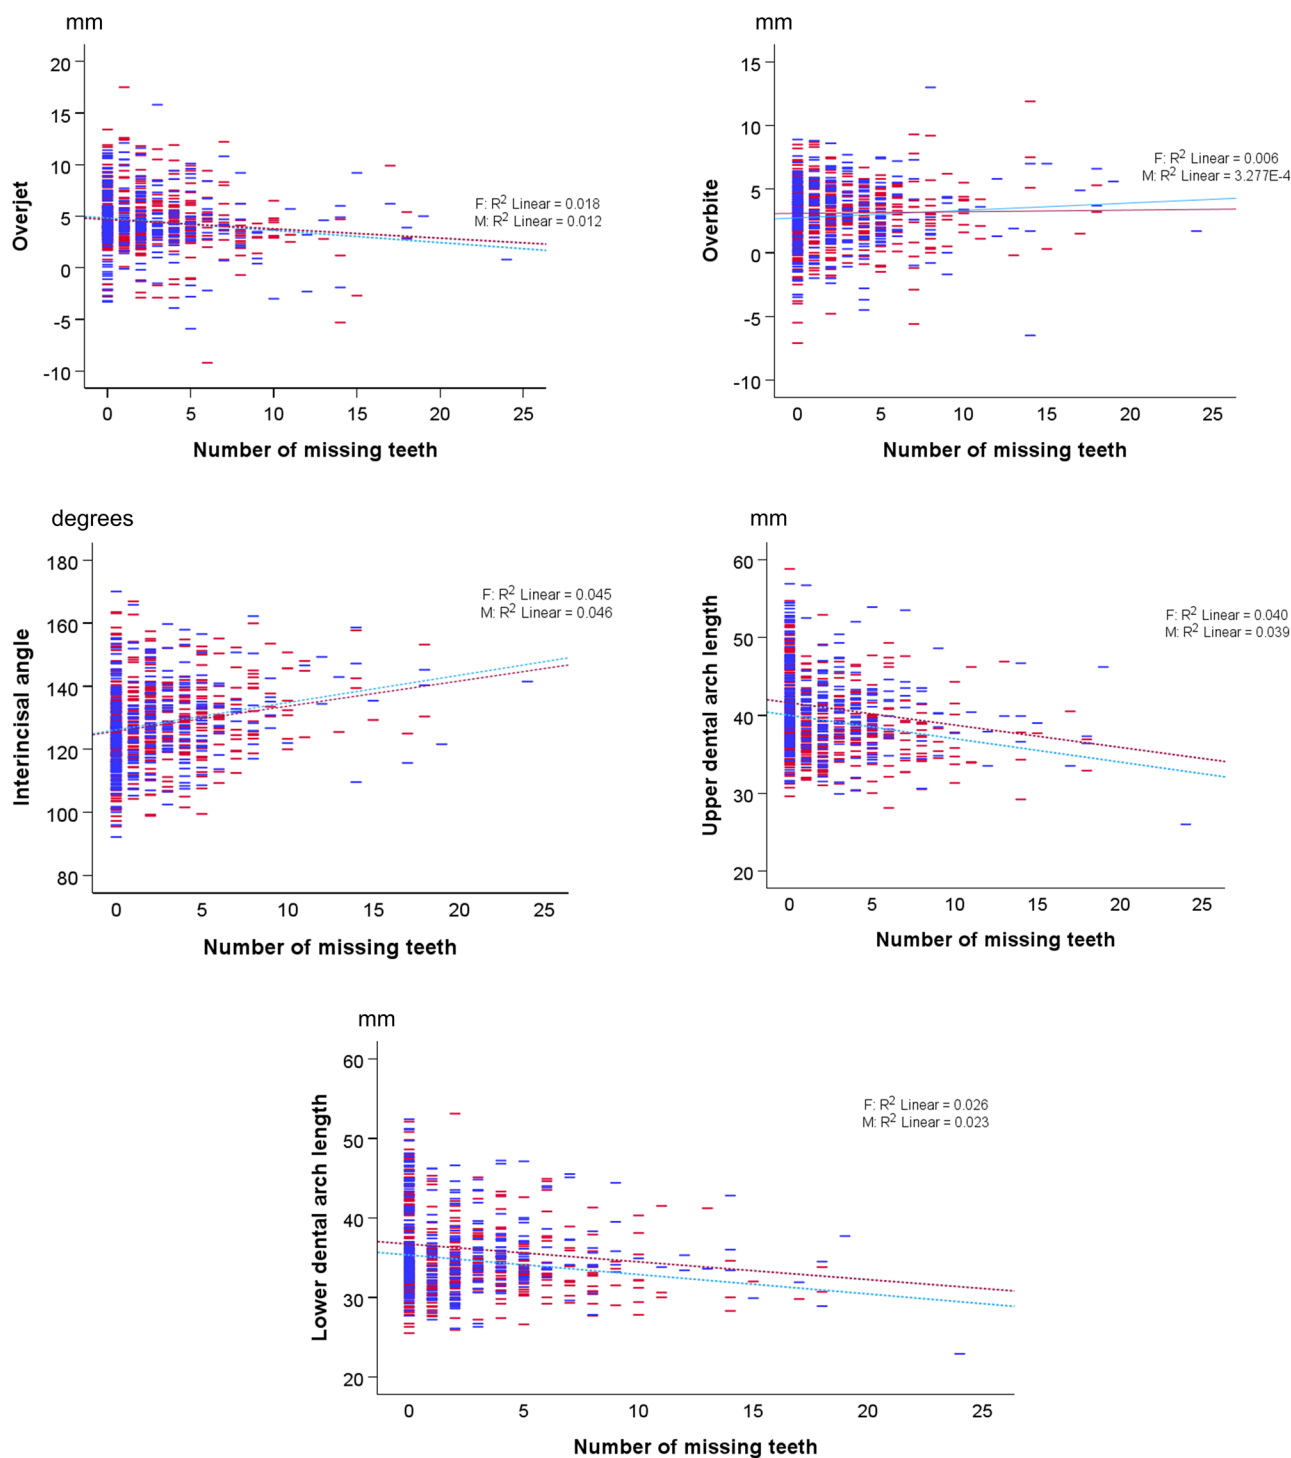 mm
Overjet
20
15
10
5
0
-5
-10
F: R² Linear = 0.018
M: R² Linear = 0.012
0 5 10 15 20 25
Number of missing teeth
mm
Overbite
15
10
5
0
-5
-10
F: R² Linear = 0.006
M: R² Linear = 3.277E-4
0 5 10 15 20 25
Number of missing teeth
degrees
Interincisal angle
180
160
140
120
100
80
F: R² Linear = 0.045
M: R² Linear = 0.046
0 5 10 15 20 25
Number of missing teeth
mm
Upper dental arch length
60
50
40
30
20
F: R² Linear = 0.040
M: R² Linear = 0.039
0 5 10 15 20 25
Number of missing teeth
mm
Lower dental arch length
60
50
40
30
20
F: R² Linear = 0.026
M: R² Linear = 0.023
0 5 10 15 20 25
Number of missing teeth